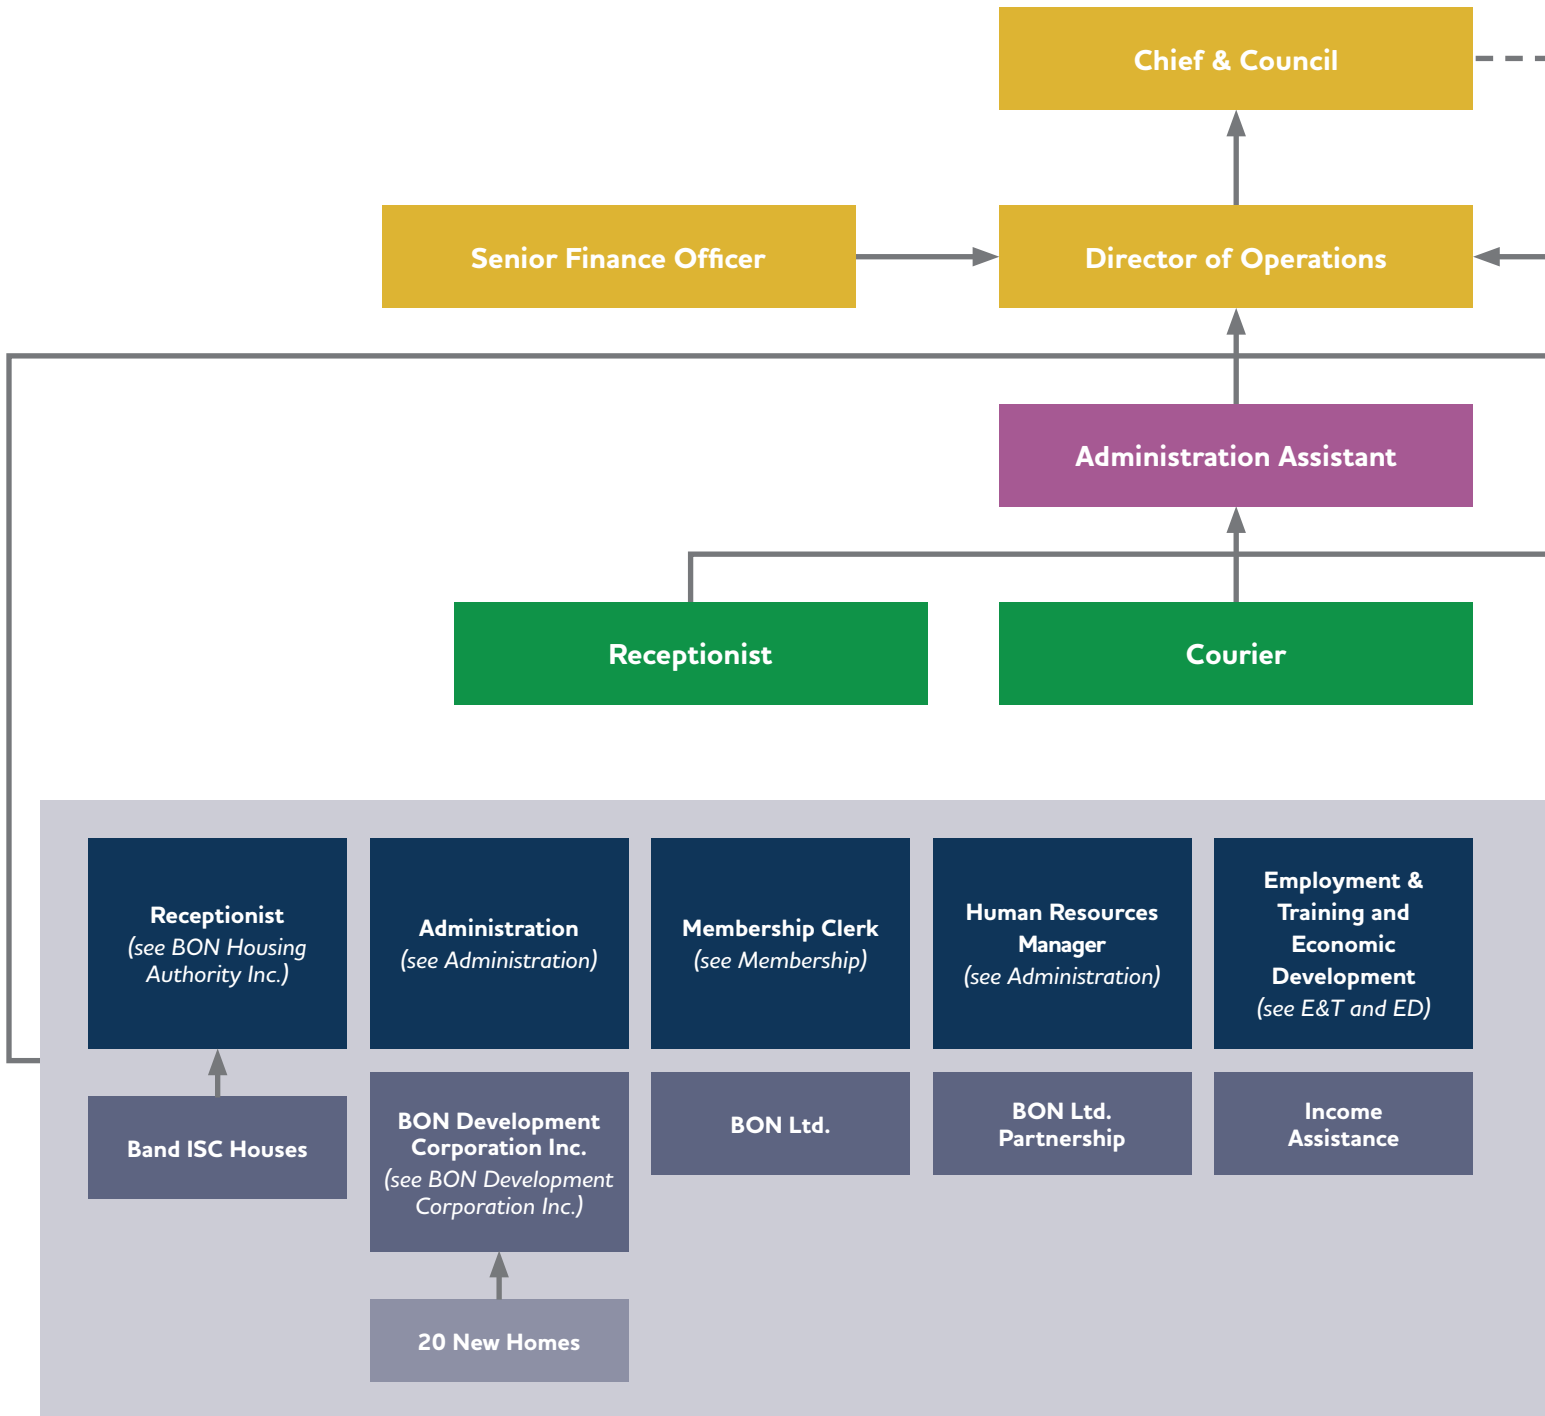 Chief & Council
Senior Finance Officer
Director of Operations
Administration Assistant
Receptionist
Courier
Receptionist
(see BON Housing
Authority Inc.)
Administration
(see Administration)
Membership Clerk
(see Membership)
Human Resources
Manager
(see Administration)
Employment &
Training and
Economic
Development
(see E&T and ED)
Band ISC Houses
BON Development
Corporation Inc.
(see BON Development
Corporation Inc.)
BON Ltd.
BON Ltd.
Partnership
Income
Assistance
20 New Homes